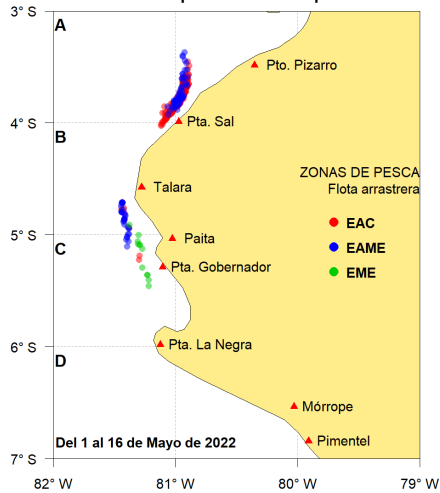 3° S
A
Pto. Pizarro
4° S
Pta. Sal
B
ZONAS DE PESCA
Flota arrastrera
Talara
EAC
5° S
Paita
EAME
C
Pta. Gobernador
EME
6° S
Pta. La Negra
D
Mórrope
Del 1 al 16 de Mayo de 2022
Pimentel
7° S
82° W
81° W
80° W
79° W